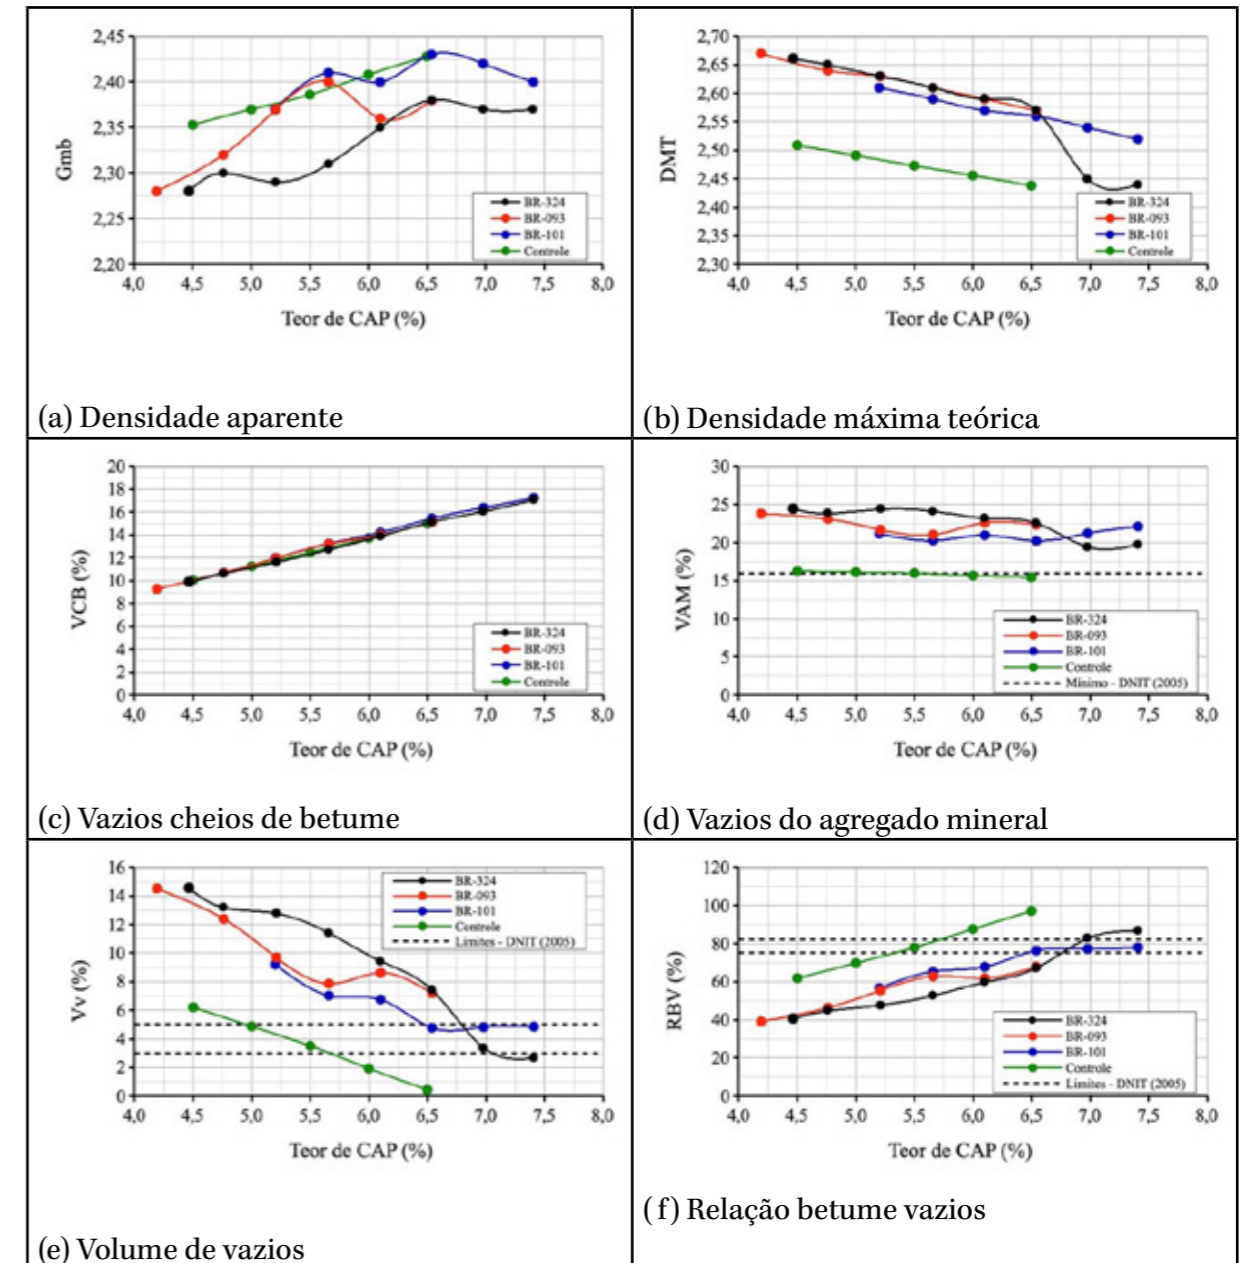 2,45
2,40
2,35
2,30
2,25
2,20
Gmb
4,0 4,5 5,0 5,5 6,0 6,5 7,0 7,5 8,0
Teor de CAP (%)
BR-324
BR-093
BR-101
Controle
(a) Densidade aparente
2,70
2,65
2,60
2,55
2,50
2,45
2,40
2,35
2,30
DMT
4,0 4,5 5,0 5,5 6,0 6,5 7,0 7,5 8,0
Teor de CAP (%)
BR-324
BR-093
BR-101
Controle
(b) Densidade máxima teórica
20
18
16
14
12
10
8
6
4
2
0
VCB (%)
4,0 4,5 5,0 5,5 6,0 6,5 7,0 7,5 8,0
Teor de CAP (%)
BR-324
BR-093
BR-101
Controle
(c) Vazios cheios de betume
30
25
20
15
10
5
0
VAM (%)
4,0 4,5 5,0 5,5 6,0 6,5 7,0 7,5 8,0
Teor de CAP (%)
BR-324
BR-093
BR-101
Controle
Mínimo - DNIT (2005)
(d) Vazios do agregado mineral
16
14
12
10
8
6
4
2
0
Vv (%)
4,0 4,5 5,0 5,5 6,0 6,5 7,0 7,5 8,0
Teor de CAP (%)
BR-324
BR-093
BR-101
Controle
Limites - DNIT (2005)
(e) Volume de vazios
120
100
80
60
40
20
0
RBV (%)
4,0 4,5 5,0 5,5 6,0 6,5 7,0 7,5 8,0
Teor de CAP (%)
BR-324
BR-093
BR-101
Controle
Limites - DNIT (2005)
( f ) Relação betume vazios